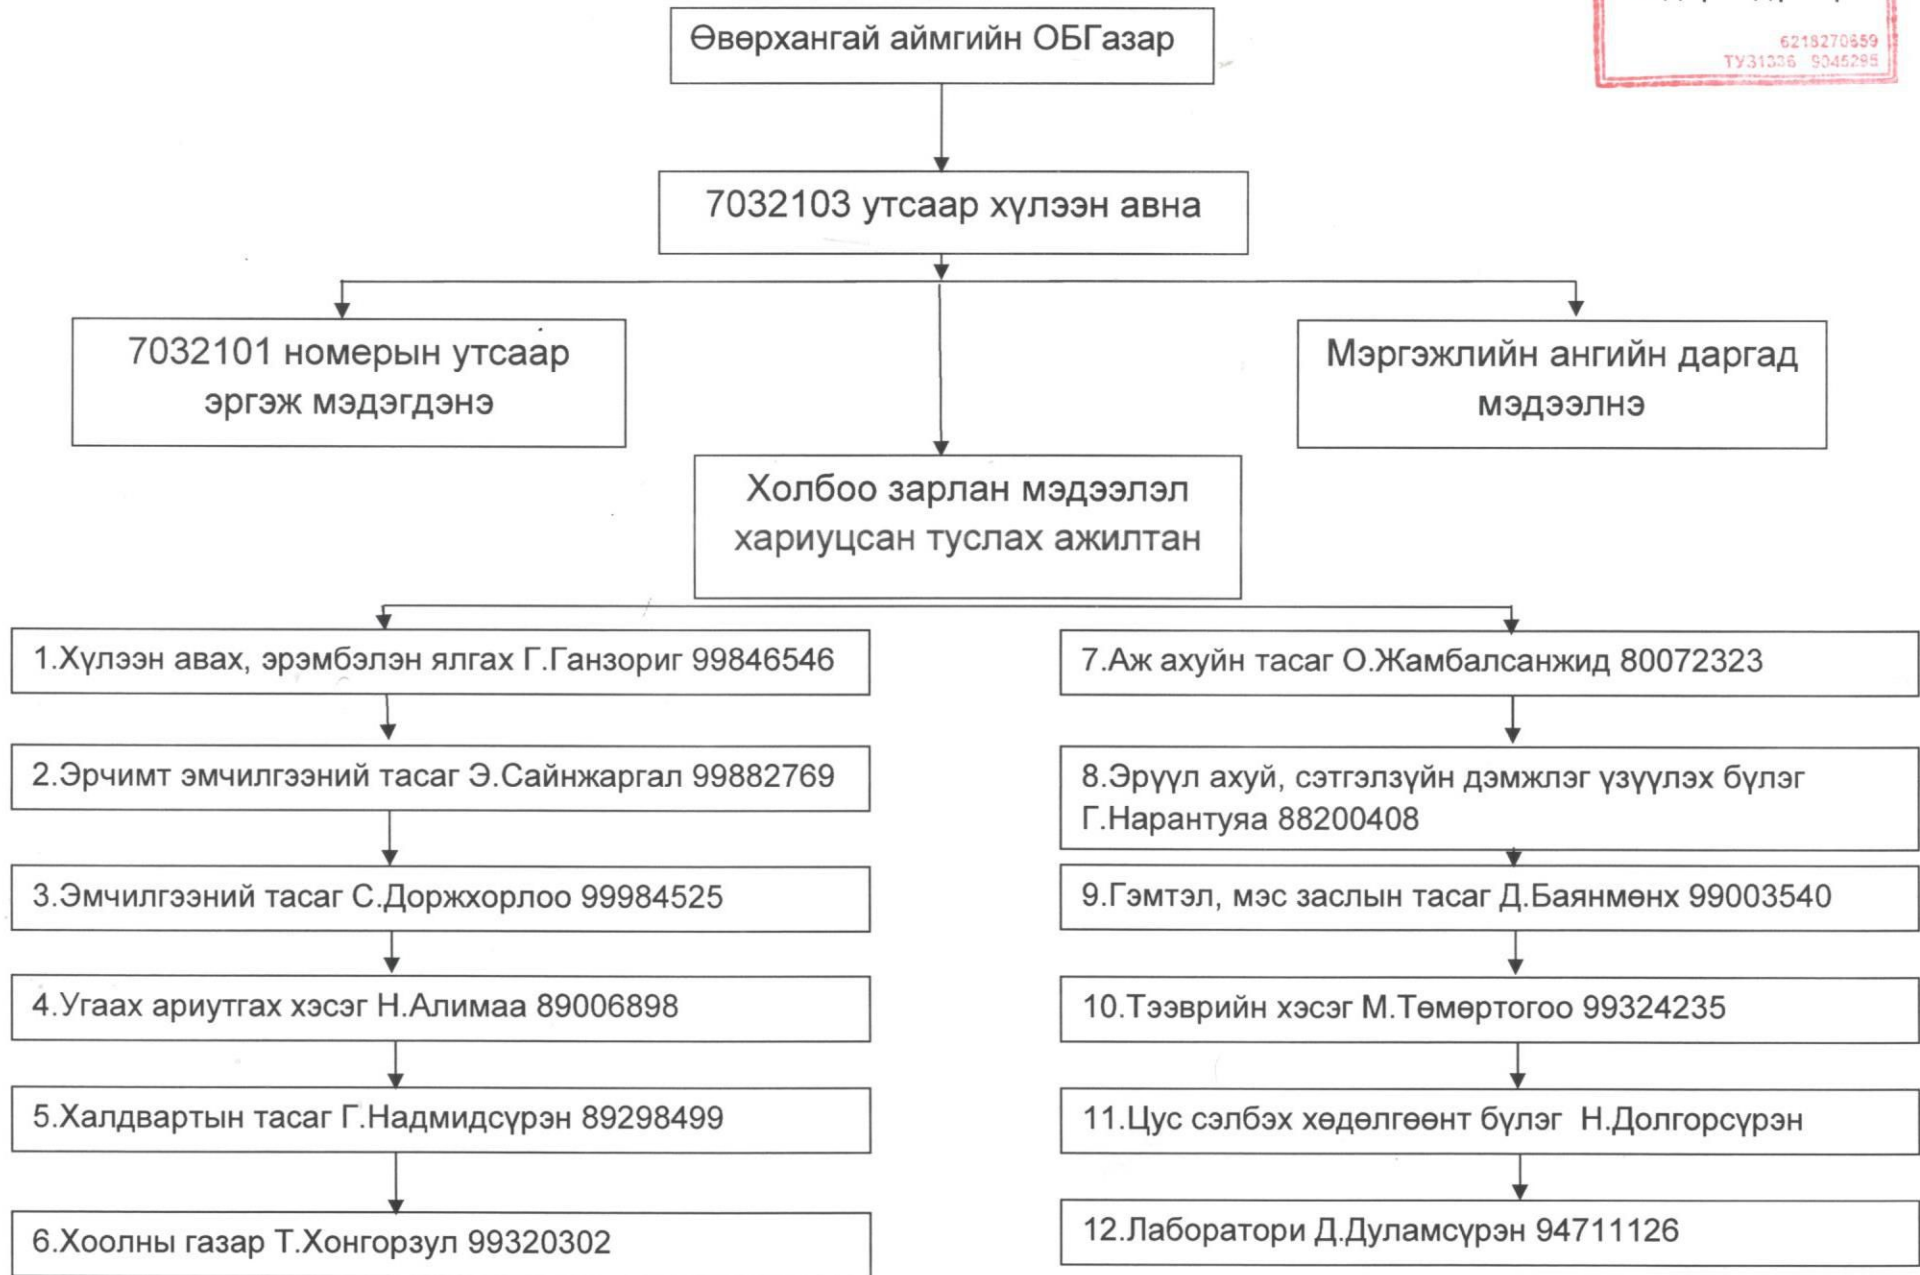 Өвөрхангай аймгийн ОБГазар
6218270659
ТУ31336 9045295
7032103 утсаар хүлээн авна
7032101 номерын утсаар
эргэж мэдэгдэнэ
Мэргэжлийн ангийн даргад
мэдээлнэ
Холбоо зарлан мэдээлэл
хариуцсан туслах ажилтан
1.Хүлээн авах, эрэмбэлэн ялгах Г.Ганзориг 99846546
2.Эрчимт эмчилгээний тасаг Э.Сайнжаргал 99882769
3.Эмчилгээний тасаг С.Доржхорлоо 99984525
4.Угаах ариутгах хэсэг Н.Алимаа 89006898
5.Халдвартын тасаг Г.Надмидсүрэн 89298499
6.Хоолны газар Т.Хонгорзул 99320302
7.Аж ахуйн тасаг О.Жамбалсанжид 80072323
8.Эрүүл ахуй, сэтгэлзүйн дэмжлэг үзүүлэх бүлэг
Г.Нарантуяа 88200408
9.Гэмтэл, мэс заслын тасаг Д.Баянмөнх 99003540
10.Тээврийн хэсэг М.Төмөртогоо 99324235
11.Цус сэлбэх хөдөлгөөнт бүлэг Н.Долгорсүрэн
12.Лаборатори Д.Дуламсүрэн 94711126